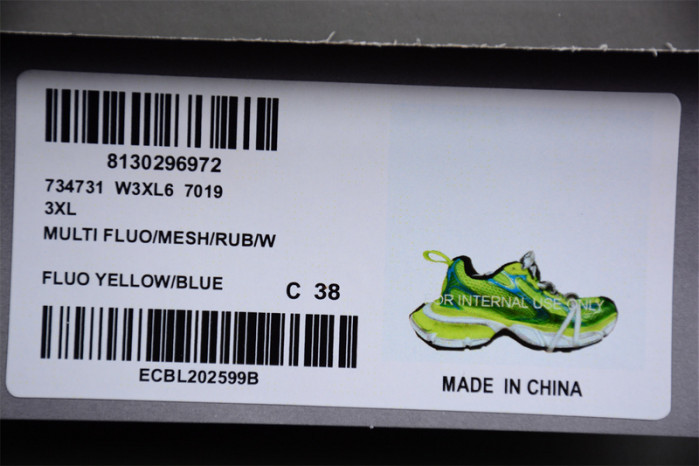 8130296972
734731 W3XL6 7019
3XL
MULTI FLUO/MESH/RUB/W
FLUO YELLOW/BLUE
C 38
ECBL202599B
OR INTERNAL USE ONLY
MADE IN CHINA